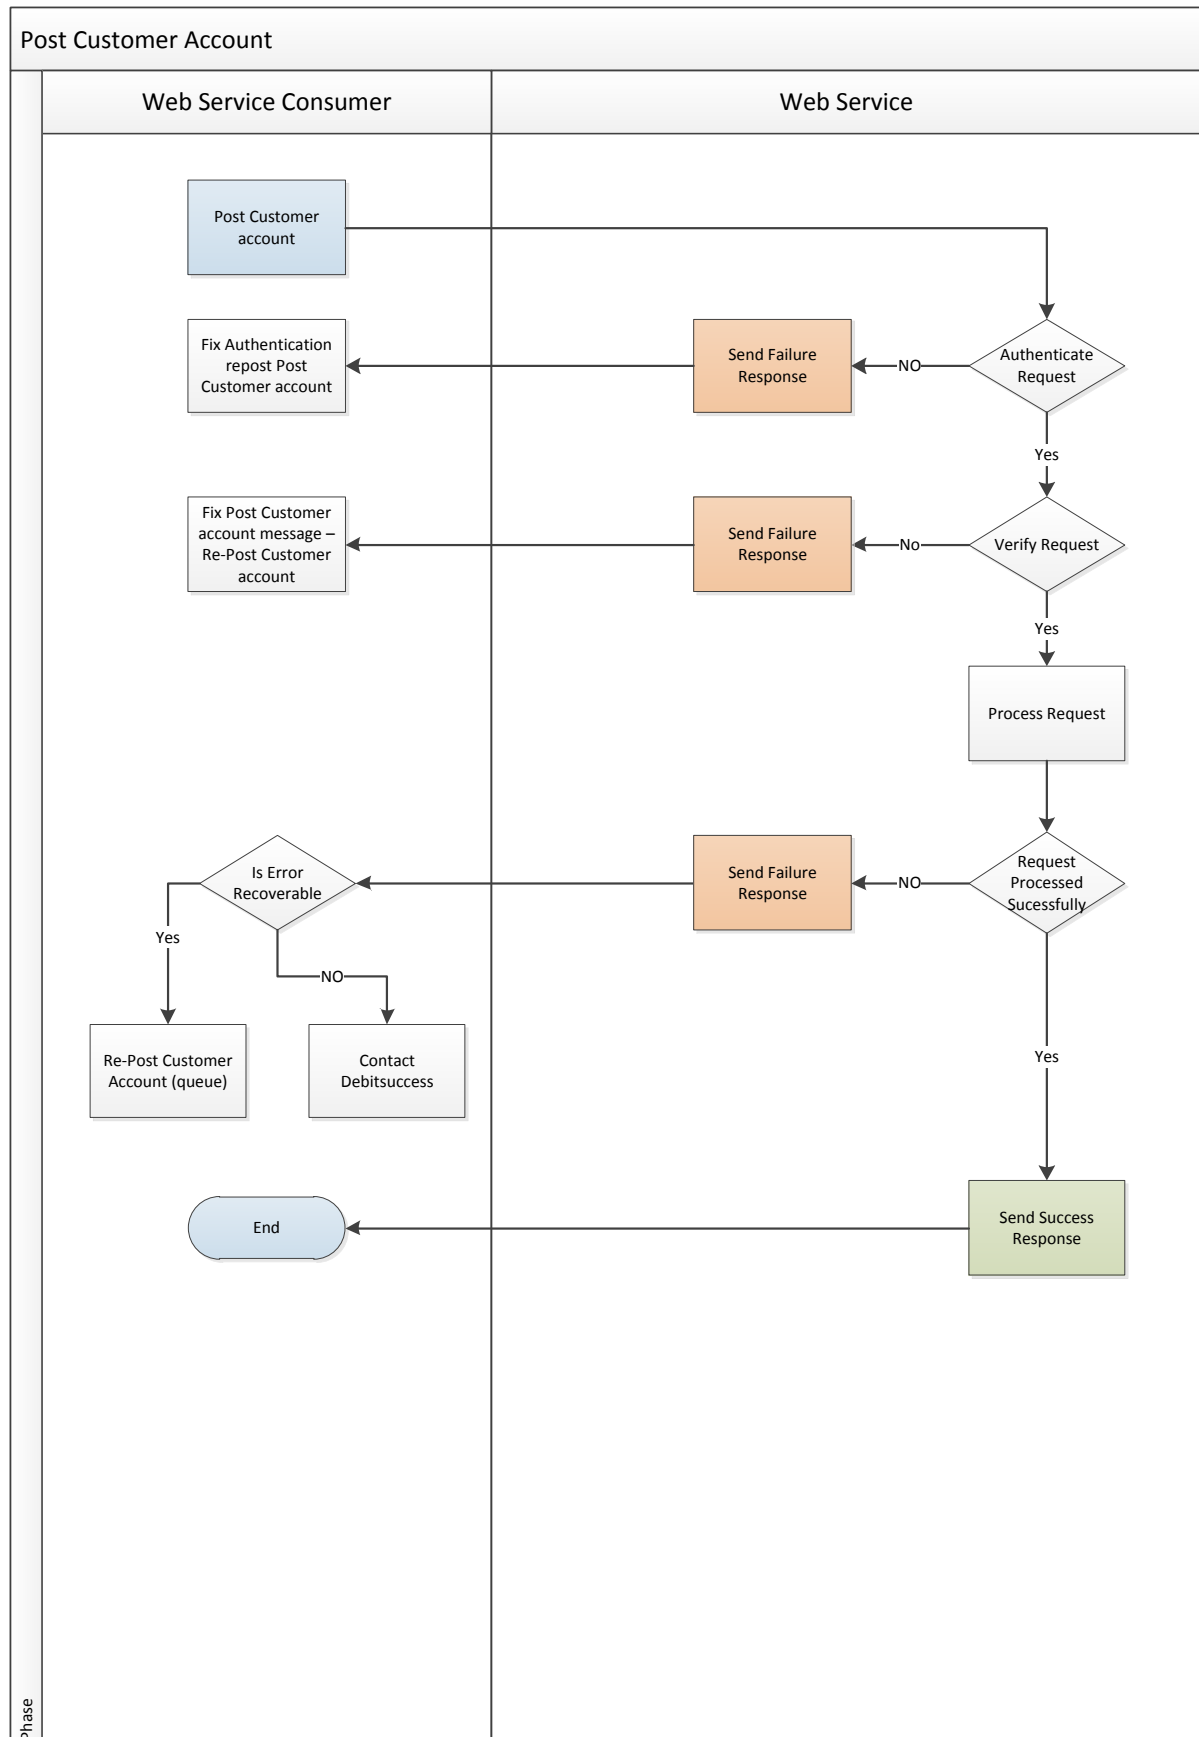 Post Customer Account
Web Service Consumer
Web Service
Post Customer
account
Fix Authentication
repost Post
Customer account
Send Failure
Response
NO
Authenticate
Request
Yes
Fix Post Customer
account message –
Re-Post Customer
account
Send Failure
Response
No
Verify Request
Yes
Process Request
Is Error
Recoverable
Send Failure
Response
NO
Request
Processed
Sucessfully
Yes
NO
Re-Post Customer
Account (queue)
Contact
Debitsuccess
Yes
End
Send Success
Response
Phase